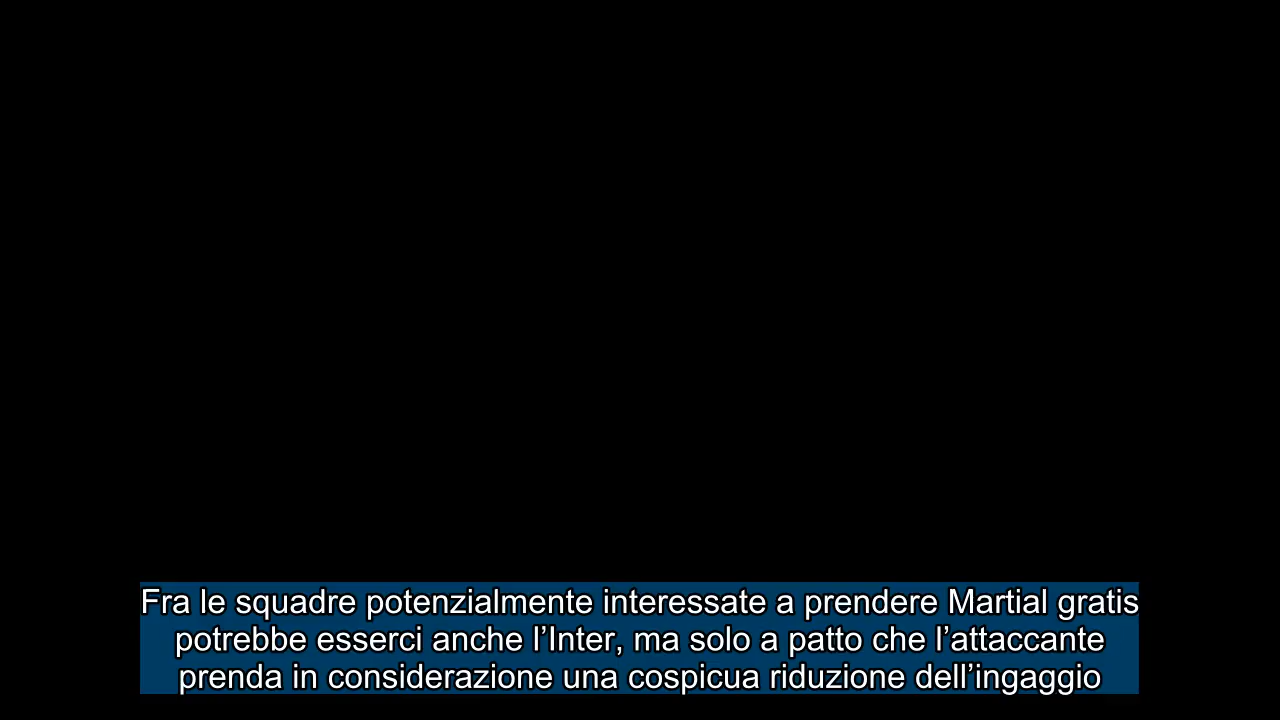 Fra le squadre potenzialmente interessate a prendere Martial gratis
potrebbe esserci anche l’Inter, ma solo a patto che l’attaccante
prenda in considerazione una cospicua riduzione dell’ingaggio